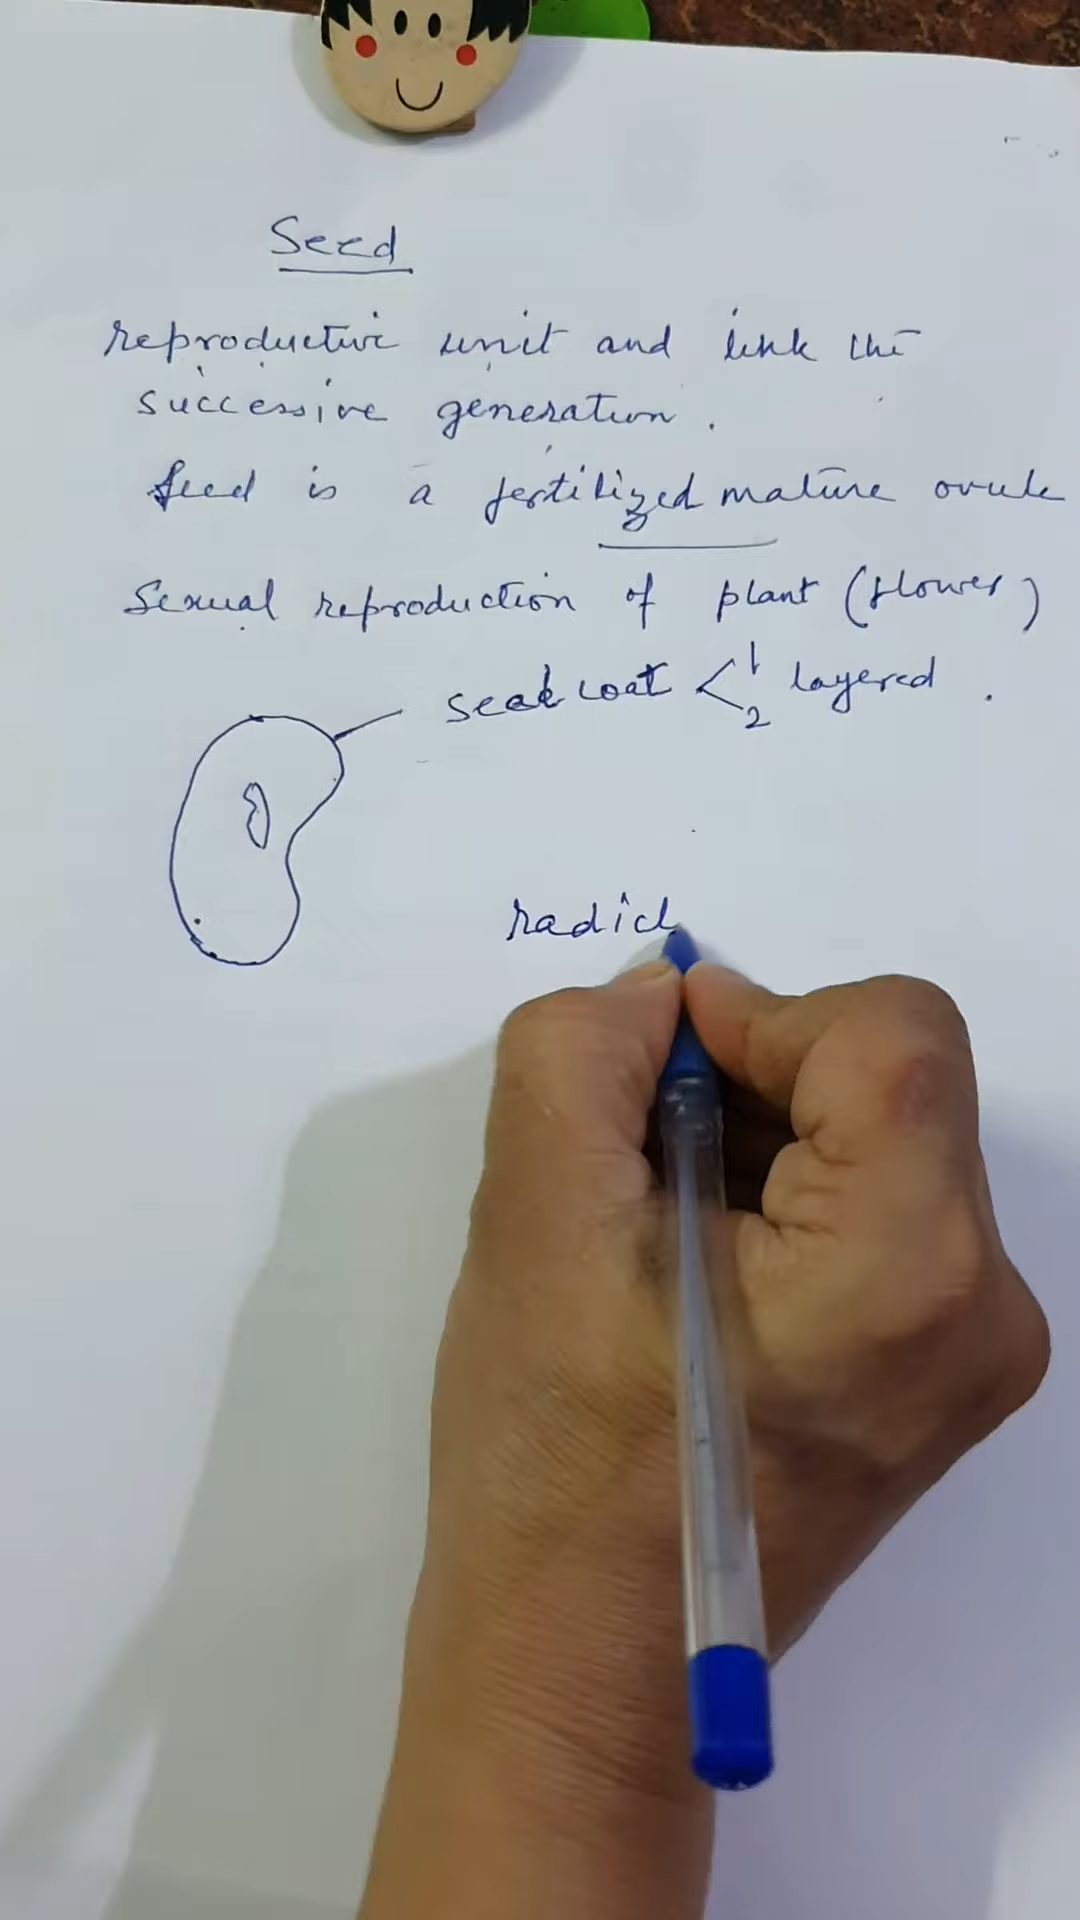 Seed
reproductive unit and link the
successive generation.
Seed is a fertilized mature ovule
Sexual reproduction of plant (flower)
seed coat < 1 2 layered.
radicl